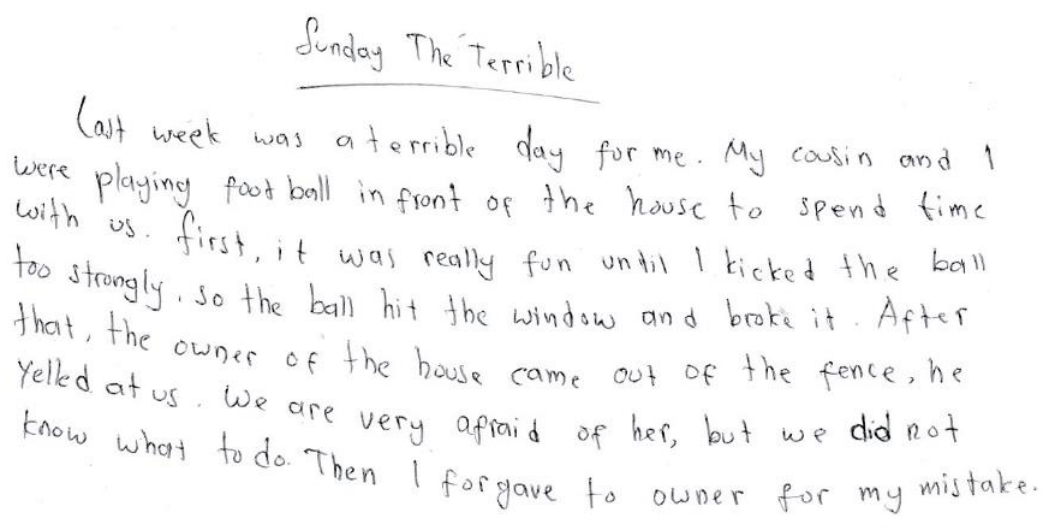 Sunday The Terrible
Last week was a terrible day for me. My cousin and I
were playing foot ball in front of the house to spend time
with us. first, it was really fun until I kicked the ball
too strongly. so the ball hit the window and broke it. After
that, the owner of the house came out of the fence, he
Yelled at us. We are very afraid of her, but we did not
know what to do. Then I forgave to owner for my mistake.